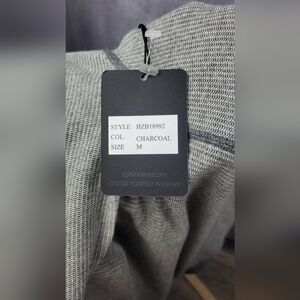 STYLE HZB18992
COL. CHARCOAL
SIZE M
COLOR YOURSELF IN LUXURY